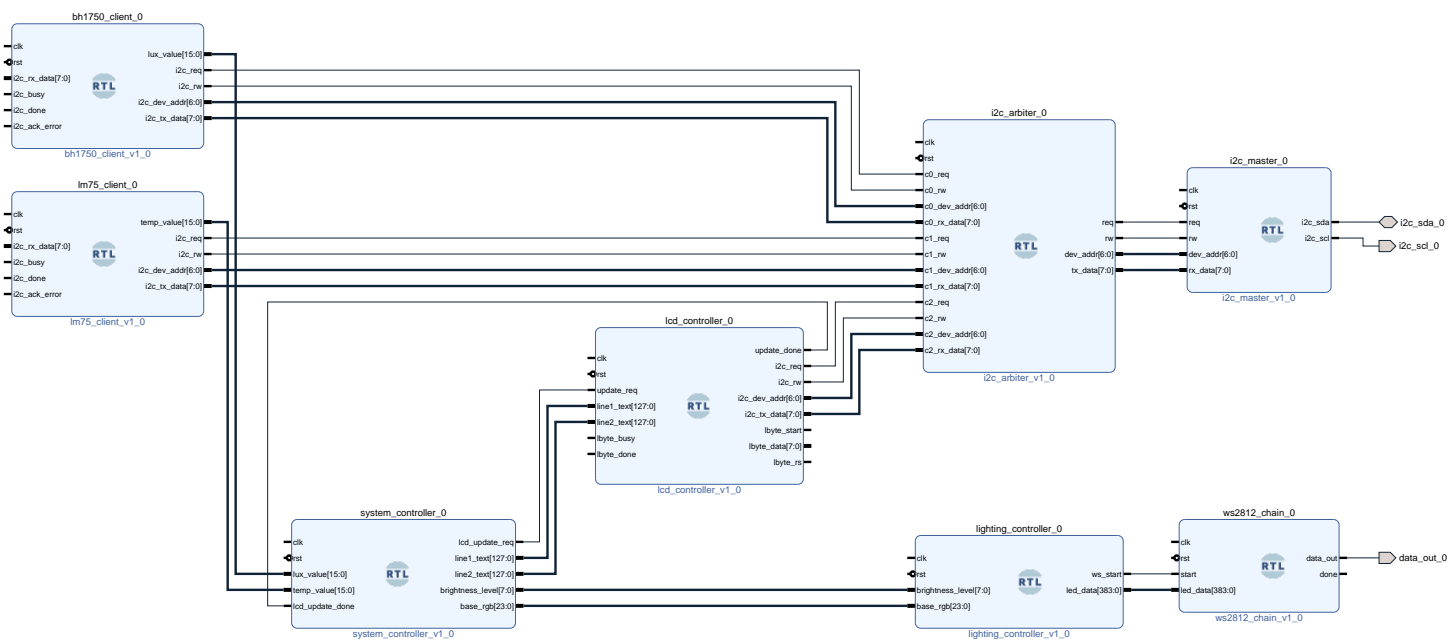 bh1750_client_0
clk
rst
i2c_rx_data[7:0]
i2c_busy
i2c_done
i2c_ack_error
RTL
lux_value[15:0]
i2c_req
i2c_rw
i2c_dev_addr[6:0]
i2c_tx_data[7:0]
bh1750_client_v1_0
lm75_client_0
clk
rst
i2c_rx_data[7:0]
i2c_busy
i2c_done
i2c_ack_error
RTL
temp_value[15:0]
i2c_req
i2c_rw
i2c_dev_addr[6:0]
i2c_tx_data[7:0]
lm75_client_v1_0
i2c_arbiter_0
clk
rst
c0_req
c0_rw
c0_dev_addr[6:0]
c0_rx_data[7:0]
c1_req
c1_rw
c1_dev_addr[6:0]
c1_rx_data[7:0]
c2_req
c2_rw
c2_dev_addr[6:0]
c2_rx_data[7:0]
RTL
req
rw
dev_addr[6:0]
tx_data[7:0]
i2c_arbiter_v1_0
i2c_master_0
clk
rst
req
rw
dev_addr[6:0]
rx_data[7:0]
RTL
i2c_sda
i2c_scl
i2c_master_v1_0
i2c_sda_0
i2c_scl_0
lcd_controller_0
clk
rst
update_req
line1_text[127:0]
line2_text[127:0]
lbyte_busy
lbyte_done
RTL
update_done
i2c_req
i2c_rw
i2c_dev_addr[6:0]
i2c_tx_data[7:0]
lbyte_start
lbyte_data[7:0]
lbyte_rs
lcd_controller_v1_0
system_controller_0
clk
rst
lux_value[15:0]
temp_value[15:0]
lcd_update_done
RTL
lcd_update_req
line1_text[127:0]
line2_text[127:0]
brightness_level[7:0]
base_rgb[23:0]
system_controller_v1_0
lighting_controller_0
clk
rst
brightness_level[7:0]
base_rgb[23:0]
RTL
ws_start
led_data[383:0]
lighting_controller_v1_0
ws2812_chain_0
clk
rst
start
led_data[383:0]
RTL
data_out
done
ws2812_chain_v1_0
data_out_0